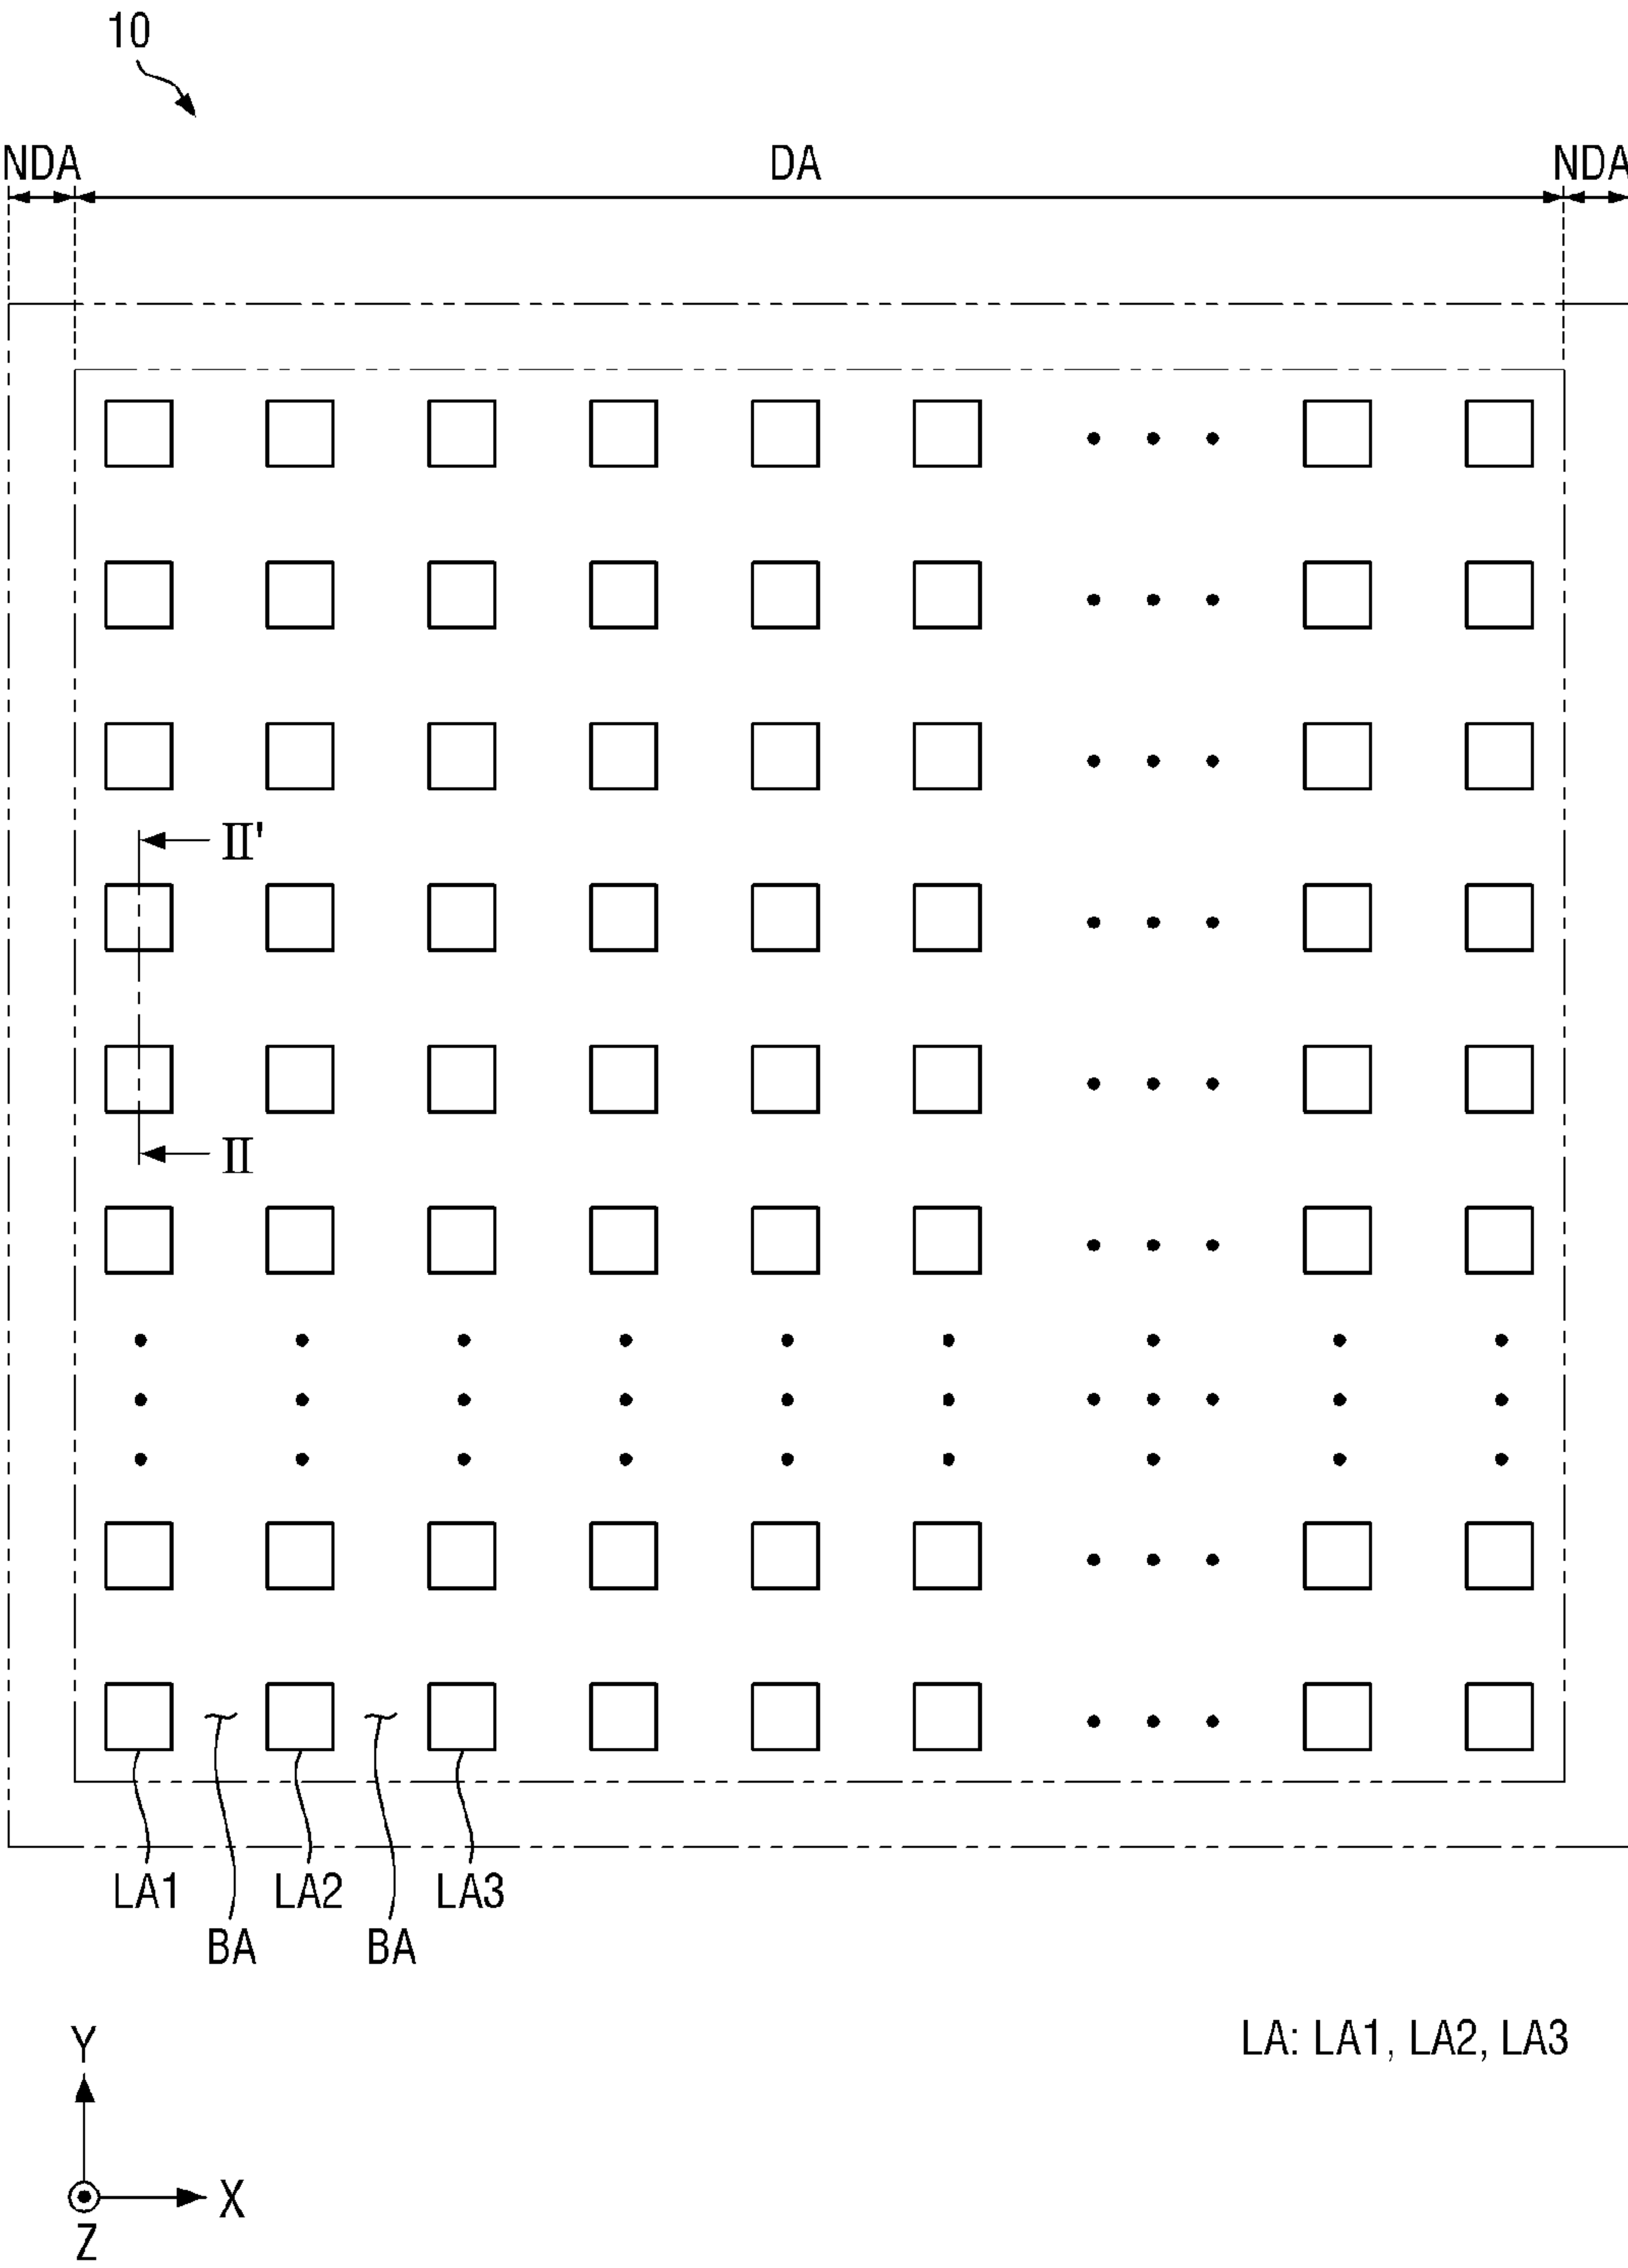 10
NDA DA NDA
II'
II
LA1 LA2 LA3
BA BA
LA: LA1, LA2, LA3
Y
X
Z